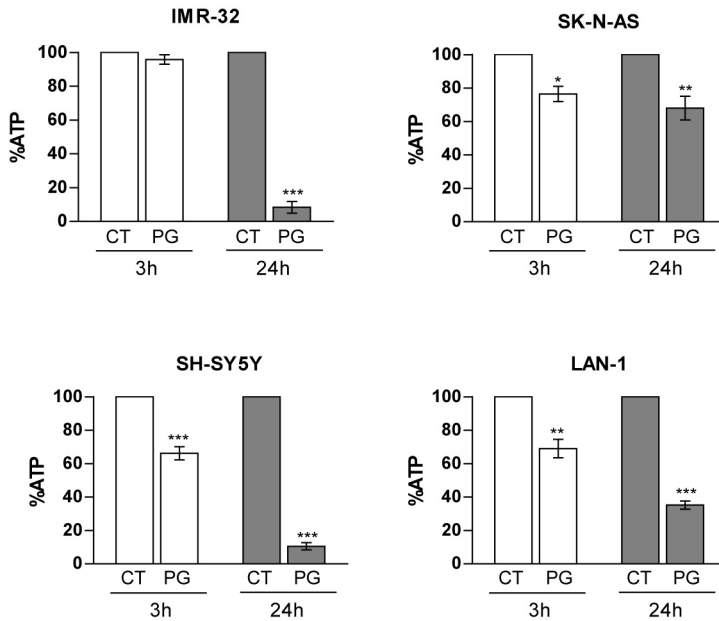 IMR-32
%ATP
100
80
60
40
20
0
***
CT PG CT PG
3h 24h
SK-N-AS
%ATP
100
80
60
40
20
0
*
**
CT PG CT PG
3h 24h
SH-SY5Y
%ATP
100
80
60
40
20
0
***
***
CT PG CT PG
3h 24h
LAN-1
%ATP
100
80
60
40
20
0
**
***
CT PG CT PG
3h 24h